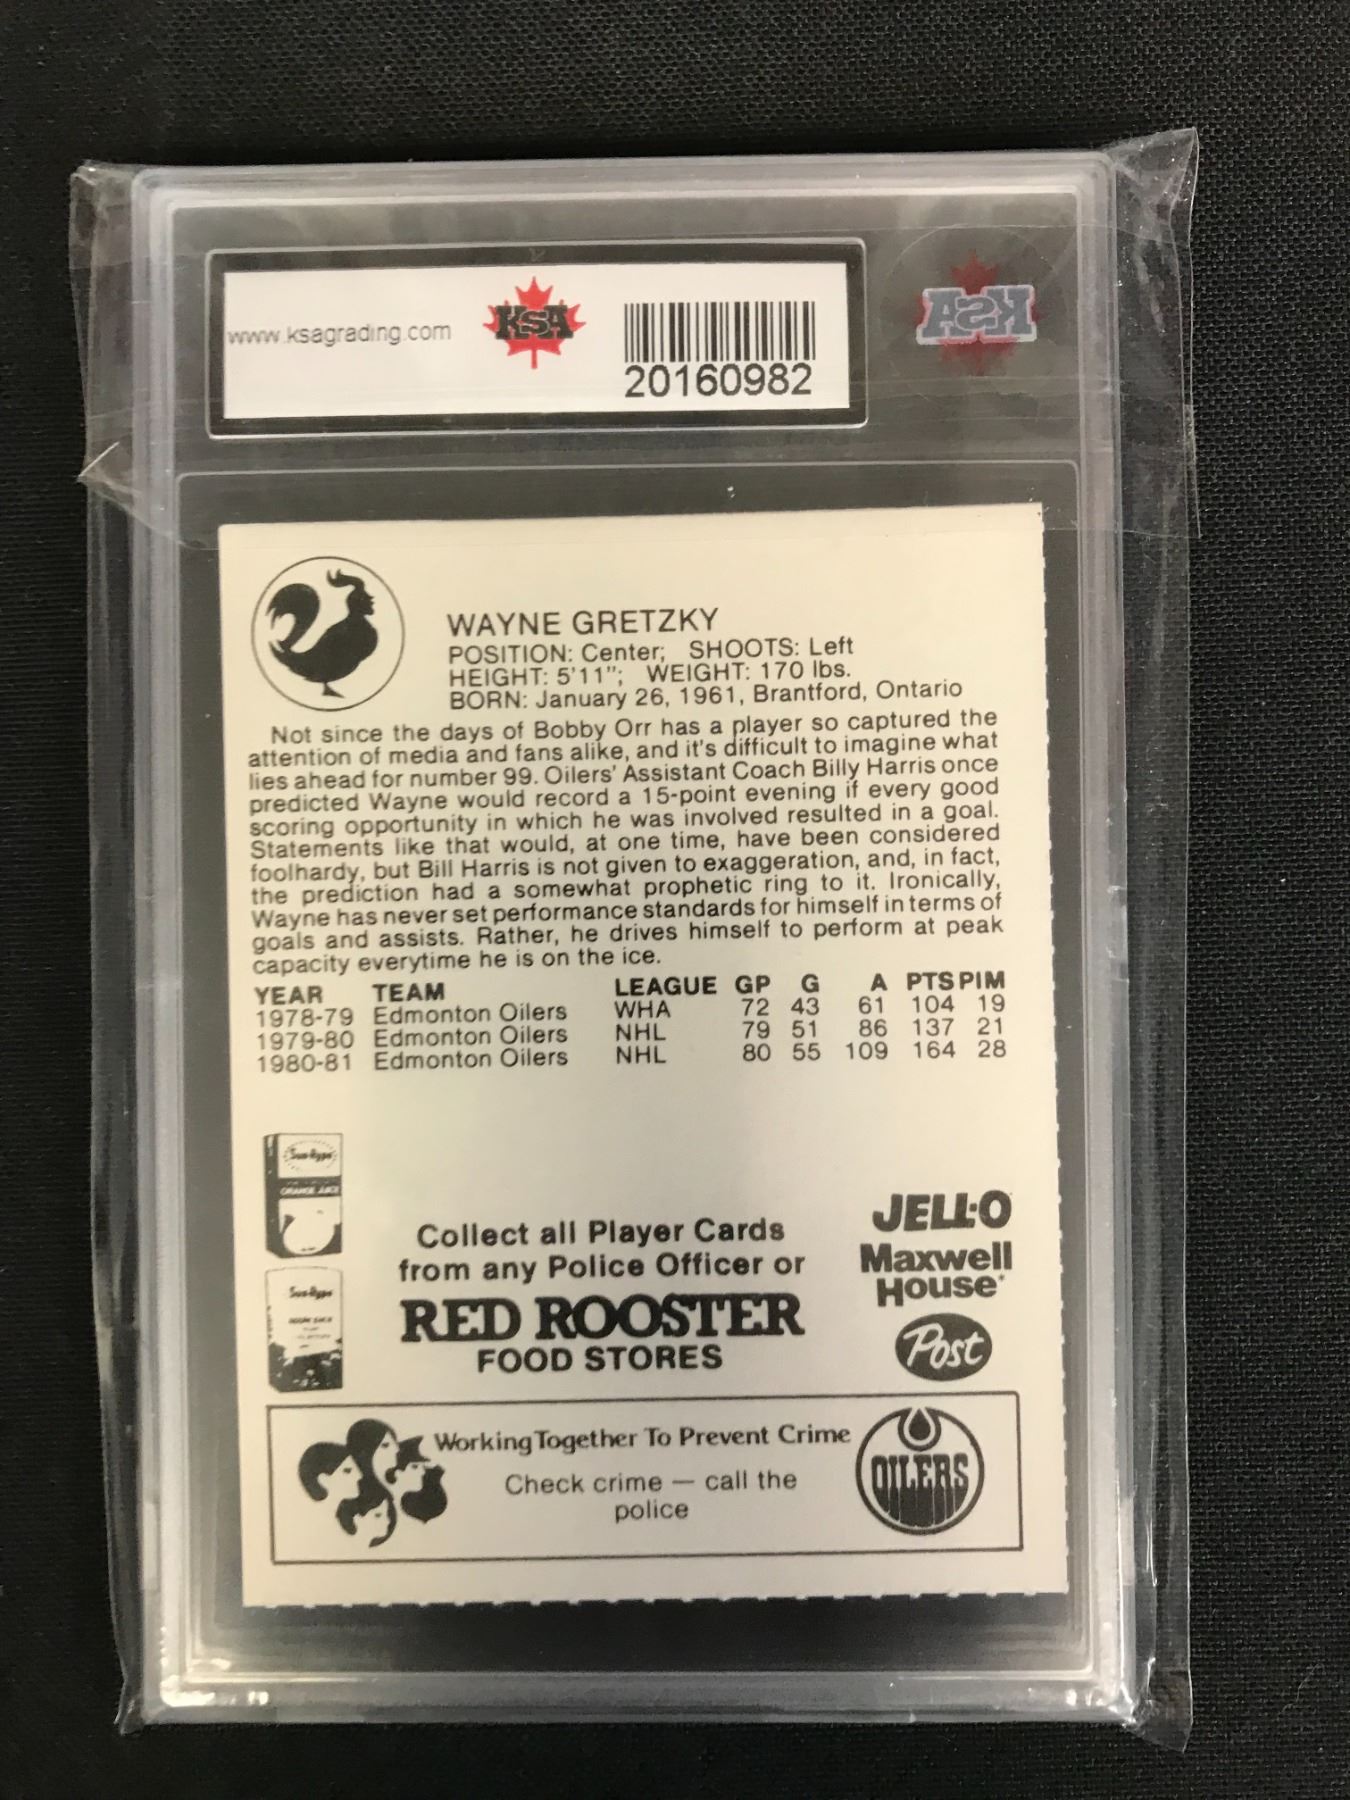 www.ksagrading.com
KSA
20160982
KSA
WAYNE GRETZKY
POSITION: Center; SHOOTS: Left
HEIGHT: 5'11"; WEIGHT: 170 lbs.
BORN: January 26, 1961, Brantford, Ontario
Not since the days of Bobby Orr has a player so captured the
attention of media and fans alike, and it's difficult to imagine what
lies ahead for number 99. Oilers' Assistant Coach Billy Harris once
predicted Wayne would record a 15-point evening if every good
scoring opportunity in which he was involved resulted in a goal.
Statements like that would, at one time, have been considered
foolhardy, but Bill Harris is not given to exaggeration, and, in fact,
the prediction had a somewhat prophetic ring to it. Ironically,
Wayne has never set performance standards for himself in terms of
goals and assists. Rather, he drives himself to perform at peak
capacity everytime he is on the ice.
YEAR TEAM LEAGUE GP G A PTS PIM
1978-79 Edmonton Oilers WHA 72 43 61 104 19
1979-80 Edmonton Oilers NHL 79 51 86 137 21
1980-81 Edmonton Oilers NHL 80 55 109 164 28
Sun-Rype
ORANGE JUICE
Sun-Rype
Collect all Player Cards
from any Police Officer or
RED ROOSTER
FOOD STORES
JELL-O
Maxwell
House*
Post
Working Together To Prevent Crime
Check crime — call the
police
OILERS